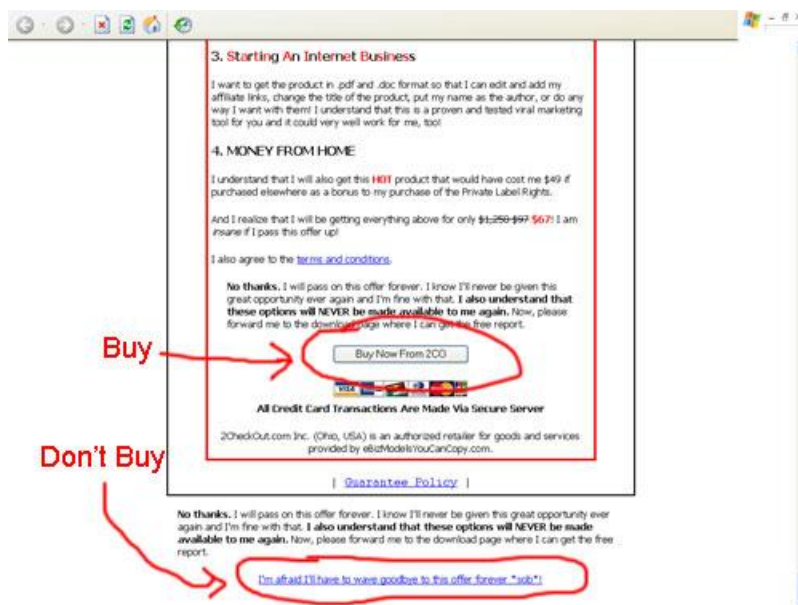 3. Starting An Internet Business
I want to get the product in .pdf and .doc format so that I can edit and add my
affiliate links, change the title of the product, put my name as the author, or do any
way I want with them! I understand that this is a proven and tested viral marketing
tool for you and it could very well work for me, too!
4. MONEY FROM HOME
I understand that I will also get this HOT product that would have cost me $49 if
purchased elsewhere as a bonus to my purchase of the Private Label Rights.
And I realize that I will be getting everything above for only $1,250 $97 $67! I am
insane if I pass this offer up!
I also agree to the terms and conditions.
No thanks. I will pass on this offer forever. I know I'll never be given this
great opportunity ever again and I'm fine with that. I also understand that
these options will NEVER be made available to me again. Now, please
forward me to the download page where I can get the free report.
Buy
Buy Now From 2CO
VISA
All Credit Card Transactions Are Made Via Secure Server
2CheckOut.com Inc. (Ohio, USA) is an authorized retailer for goods and services
provided by eBizModelsYouCanCopy.com.
Don't Buy
| Guarantee Policy |
No thanks. I will pass on this offer forever. I know I'll never be given this great opportunity ever
again and I'm fine with that. I also understand that these options will NEVER be made
available to me again. Now, please forward me to the download page where I can get the free
report.
I'm afraid I'll have to wave goodbye to this offer forever *sob*!